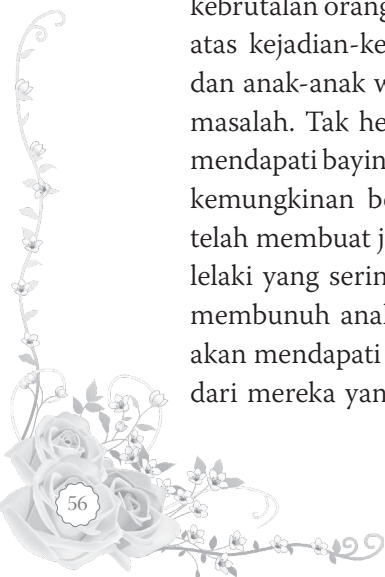 kebrutalan orang
atas kejadian-ke
dan anak-anak w
masalah. Tak he
mendapati bayin
kemungkinan be
telah membuat j
lelaki yang serin
membunuh anal
akan mendapati
dari mereka yan
56